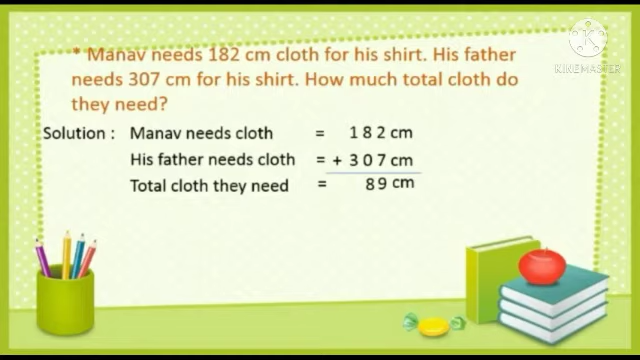 KINEMASTER
* Manav needs 182 cm cloth for his shirt. His father
needs 307 cm for his shirt. How much total cloth do
they need?
Solution : Manav needs cloth = 1 8 2 cm
His father needs cloth = + 3 0 7 cm
Total cloth they need = 8 9 cm